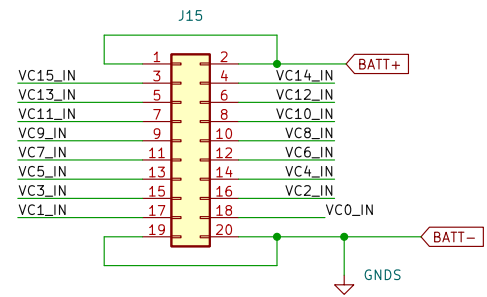 J15
1 2 BATT+
VC15_IN 3 4 VC14_IN
VC13_IN 5 6 VC12_IN
VC11_IN 7 8 VC10_IN
VC9_IN 9 10 VC8_IN
VC7_IN 11 12 VC6_IN
VC5_IN 13 14 VC4_IN
VC3_IN 15 16 VC2_IN
VC1_IN 17 18 VC0_IN
19 20 BATT-
GNDS